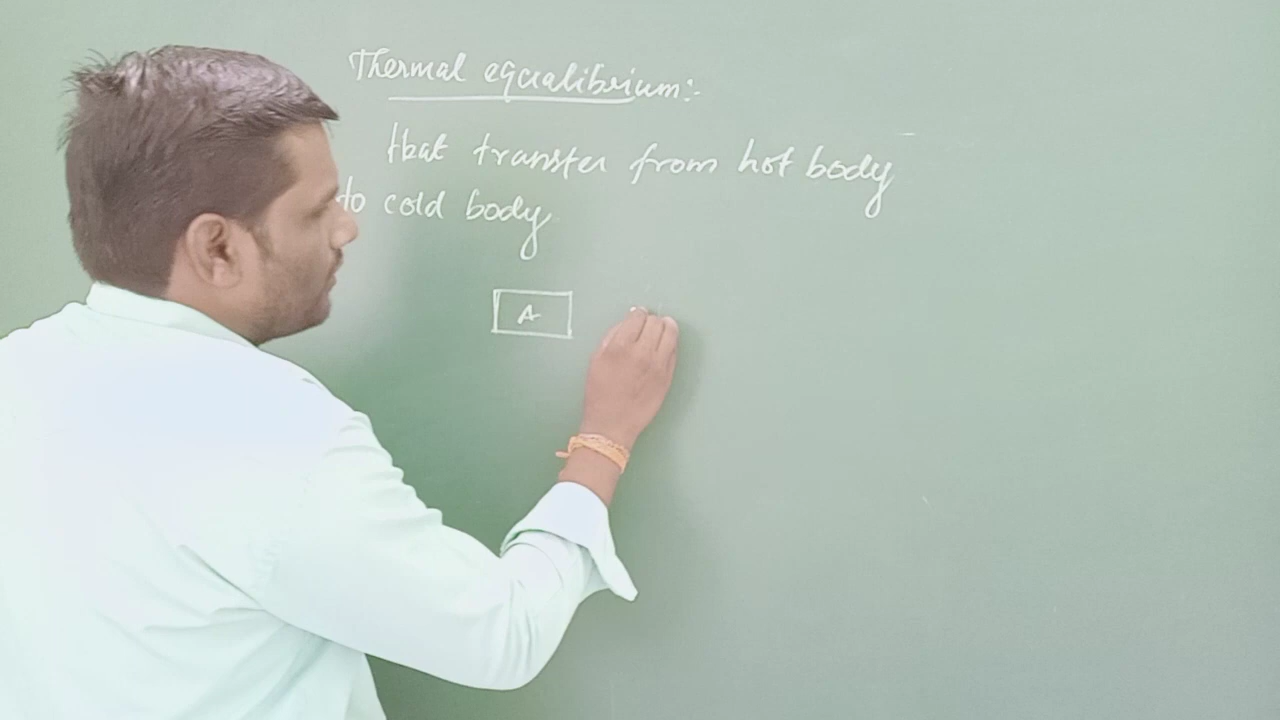 Thermal equalibrium:-
Heat transfer from hot body
to cold body
A